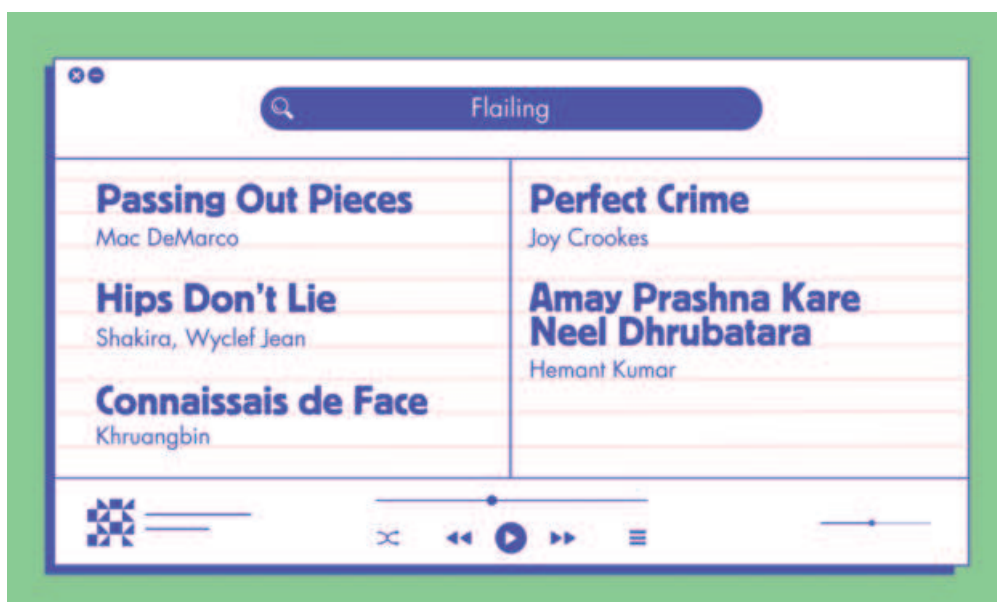 Flailing
Passing Out Pieces
Mac DeMarco
Hips Don't Lie
Shakira, Wyclef Jean
Connaissais de Face
Khruangbin
Perfect Crime
Joy Crookes
Amay Prashna Kare
Neel Dhrubatara
Hemant Kumar